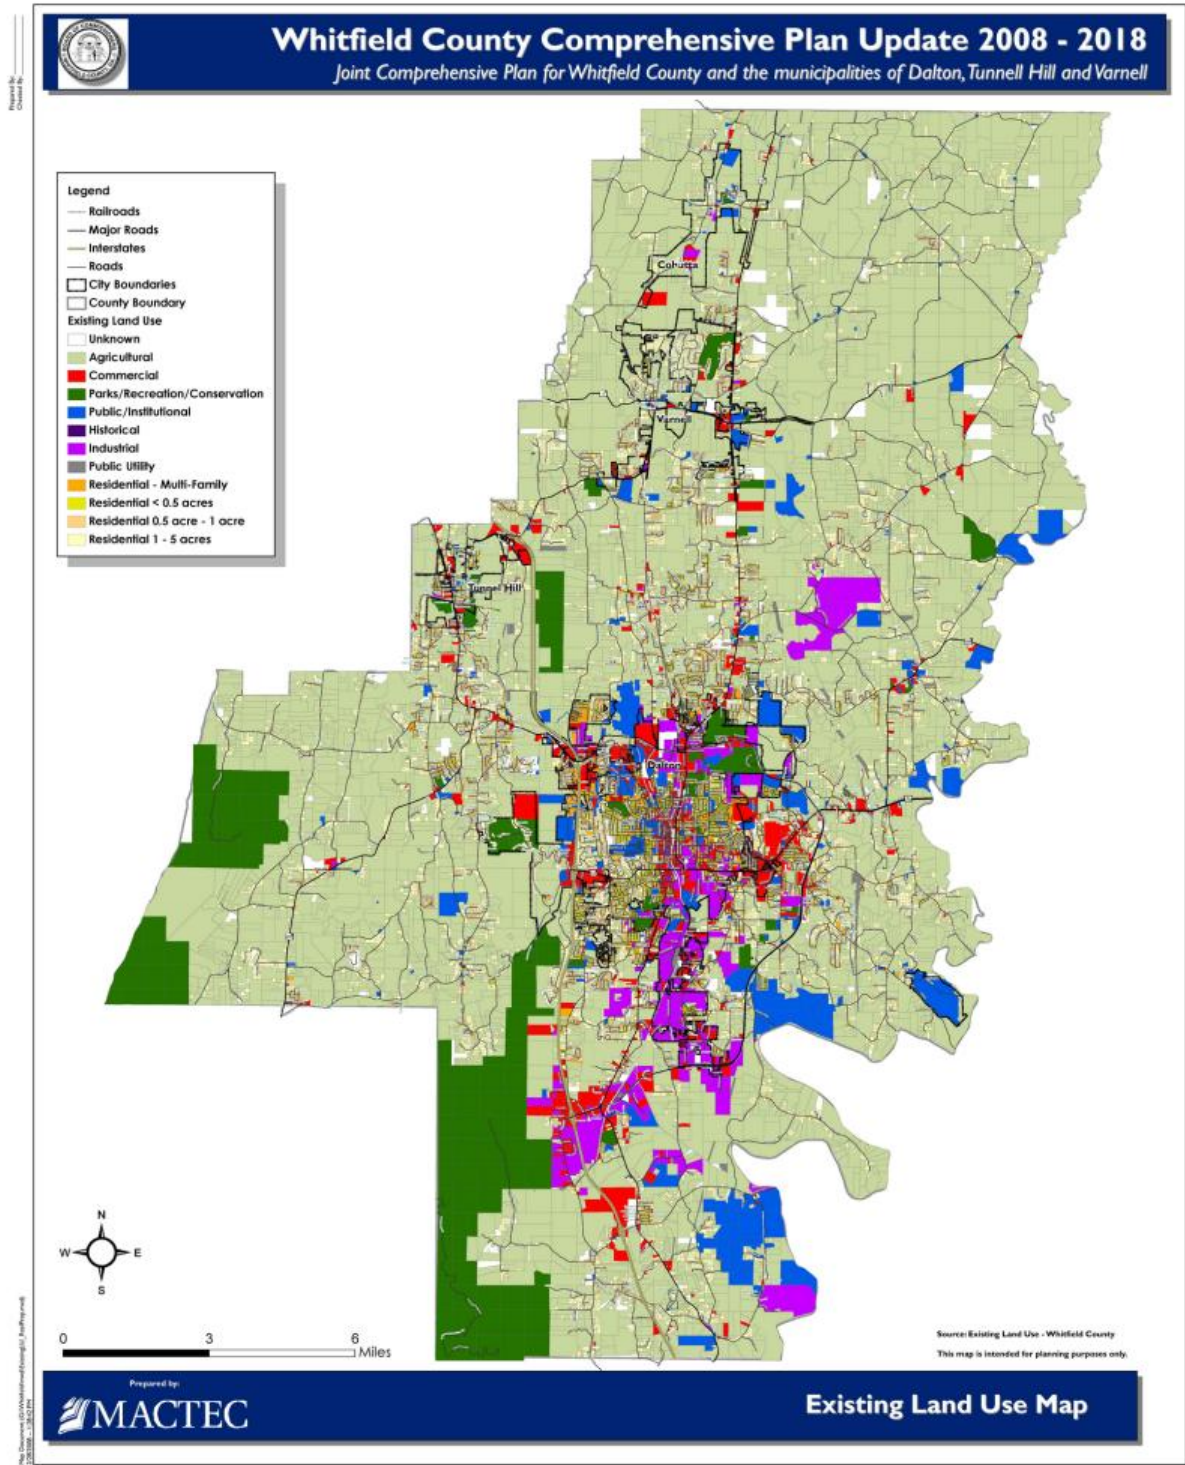 Whitfield County Comprehensive Plan Update 2008 - 2018
Joint Comprehensive Plan for Whitfield County and the municipalities of Dalton, Tunnell Hill and Varnell
Prepared By:
Checked By:
Legend
Railroads
Major Roads
Interstates
Roads
City Boundaries
County Boundary
Existing Land Use
Unknown
Agricultural
Commercial
Parks/Recreation/Conservation
Public/Institutional
Historical
Industrial
Public Utility
Residential - Multi-Family
Residential < 0.5 acres
Residential 0.5 acre - 1 acre
Residential 1 - 5 acres
Cohutta
Varnell
Tunnel Hill
Dalton
N
W E
S
0 3 6
Miles
Source: Existing Land Use - Whitfield County
This map is intended for planning purposes only.
Prepared by:
MACTEC
Existing Land Use Map